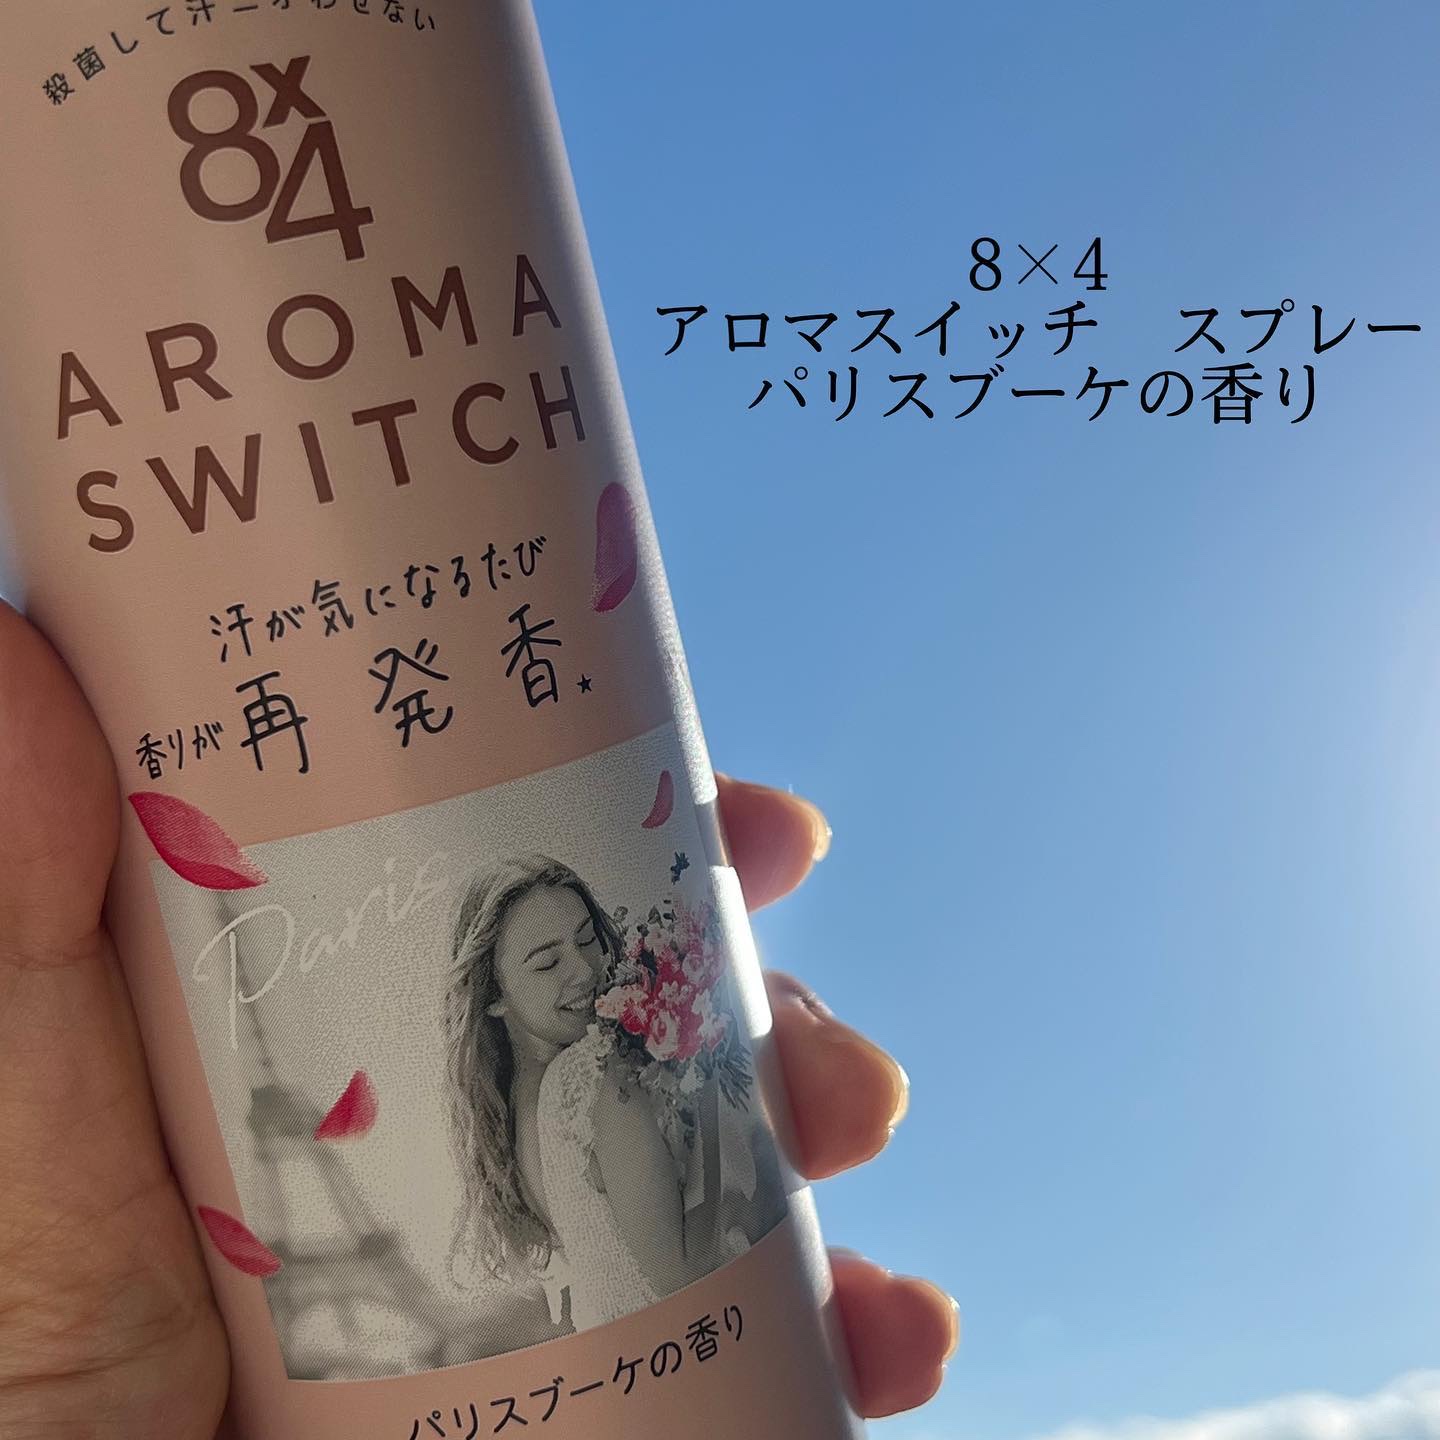 殺菌して汗ニオわせない
8x4
AROMA
SWITCH
汗が気になるたび
香りが再発香.★
Paris
パリスブーケの香り
8×4
アロマスイッチ　スプレー
パリスブーケの香り